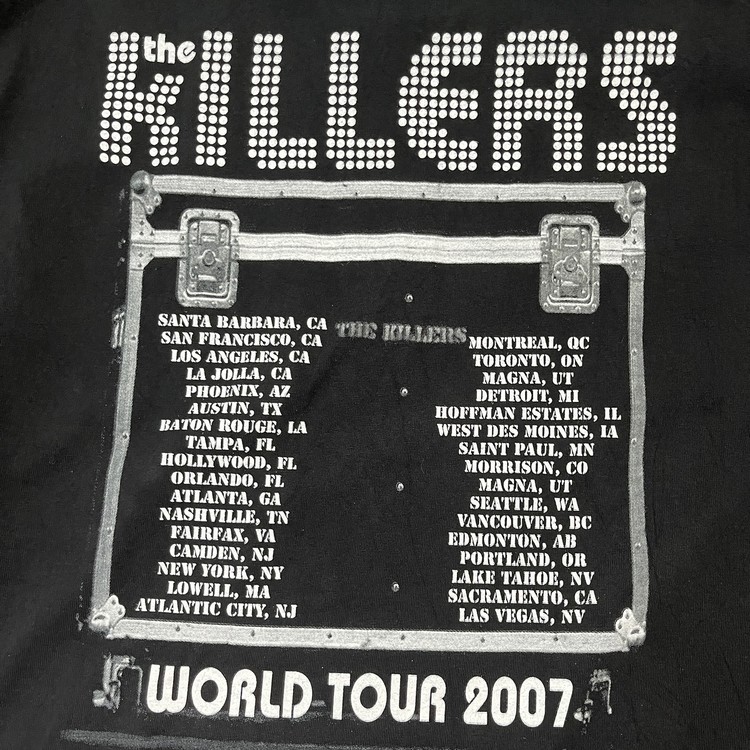 the
KILLERS
THE KILLERS
SANTA BARBARA, CA
SAN FRANCISCO, CA
LOS ANGELES, CA
LA JOLLA, CA
PHOENIX, AZ
AUSTIN, TX
BATON ROUGE, LA
TAMPA, FL
HOLLYWOOD, FL
ORLANDO, FL
ATLANTA, GA
NASHVILLE, TN
FAIRFAX, VA
CAMDEN, NJ
NEW YORK, NY
LOWELL, MA
ATLANTIC CITY, NJ
MONTREAL, QC
TORONTO, ON
MAGNA, UT
DETROIT, MI
HOFFMAN ESTATES, IL
WEST DES MOINES, IA
SAINT PAUL, MN
MORRISON, CO
MAGNA, UT
SEATTLE, WA
VANCOUVER, BC
EDMONTON, AB
PORTLAND, OR
LAKE TAHOE, NV
SACRAMENTO, CA
LAS VEGAS, NV
WORLD TOUR 2007